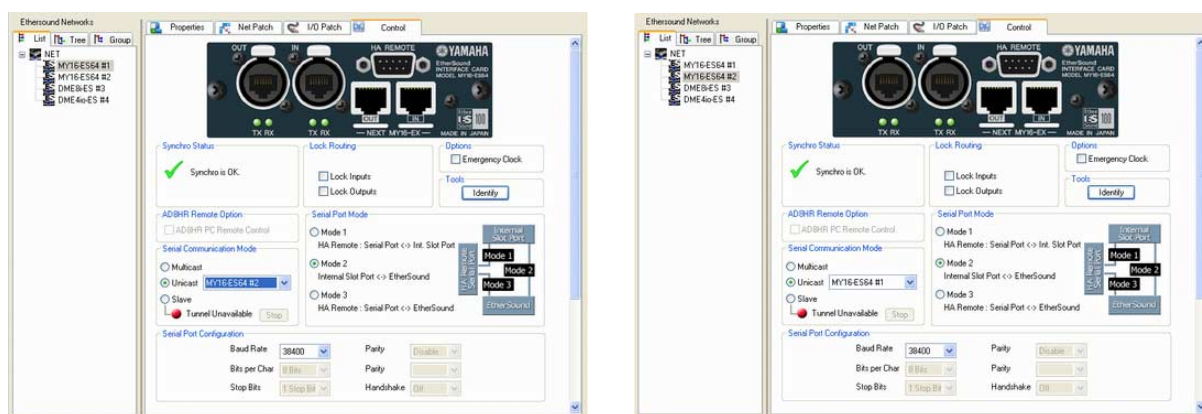 Ethersound Networks
List Tree Group
NET
MY16-ES64 #1
MY16-ES64 #2
DME8i-ES #3
DME4io-ES #4
Properties Net Patch I/O Patch Control
OUT IN HA REMOTE YAMAHA
EtherSound
INTERFACE CARD
MODEL MY16-ES64
OUT IN
TX RX TX RX — NEXT MY16-EX — MADE IN JAPAN
ES 100
Synchro Status
Synchro is OK.
Lock Routing
Lock Inputs
Lock Outputs
Options
Emergency Clock
Tools
Identify
AD8HR Remote Option
AD8HR PC Remote Control
Serial Communication Mode
Multicast
Unicast MY16-ES64 #2
Slave
Tunnel Unavailable Stop
Serial Port Mode
Mode 1
HA Remote : Serial Port <-> Int. Slot Port
Mode 2
Internal Slot Port <-> EtherSound
Mode 3
HA Remote : Serial Port <-> EtherSound
Internal
Slot Port
HA Remote
Serial Port
Mode 1
Mode 2
Mode 3
EtherSound
Serial Port Configuration
Baud Rate 38400 Parity Disable
Bits per Char 8 Bits Parity
Stop Bits 1 Stop Bit Handshake Off
Ethersound Networks
List Tree Group
NET
MY16-ES64 #1
MY16-ES64 #2
DME8i-ES #3
DME4io-ES #4
Properties Net Patch I/O Patch Control
OUT IN HA REMOTE YAMAHA
EtherSound
INTERFACE CARD
MODEL MY16-ES64
OUT IN
TX RX TX RX — NEXT MY16-EX — MADE IN JAPAN
ES 100
Synchro Status
Synchro is OK.
Lock Routing
Lock Inputs
Lock Outputs
Options
Emergency Clock
Tools
Identify
AD8HR Remote Option
AD8HR PC Remote Control
Serial Communication Mode
Multicast
Unicast MY16-ES64 #1
Slave
Tunnel Unavailable Stop
Serial Port Mode
Mode 1
HA Remote : Serial Port <-> Int. Slot Port
Mode 2
Internal Slot Port <-> EtherSound
Mode 3
HA Remote : Serial Port <-> EtherSound
Internal
Slot Port
HA Remote
Serial Port
Mode 1
Mode 2
Mode 3
EtherSound
Serial Port Configuration
Baud Rate 38400 Parity Disable
Bits per Char 8 Bits Parity
Stop Bits 1 Stop Bit Handshake Off